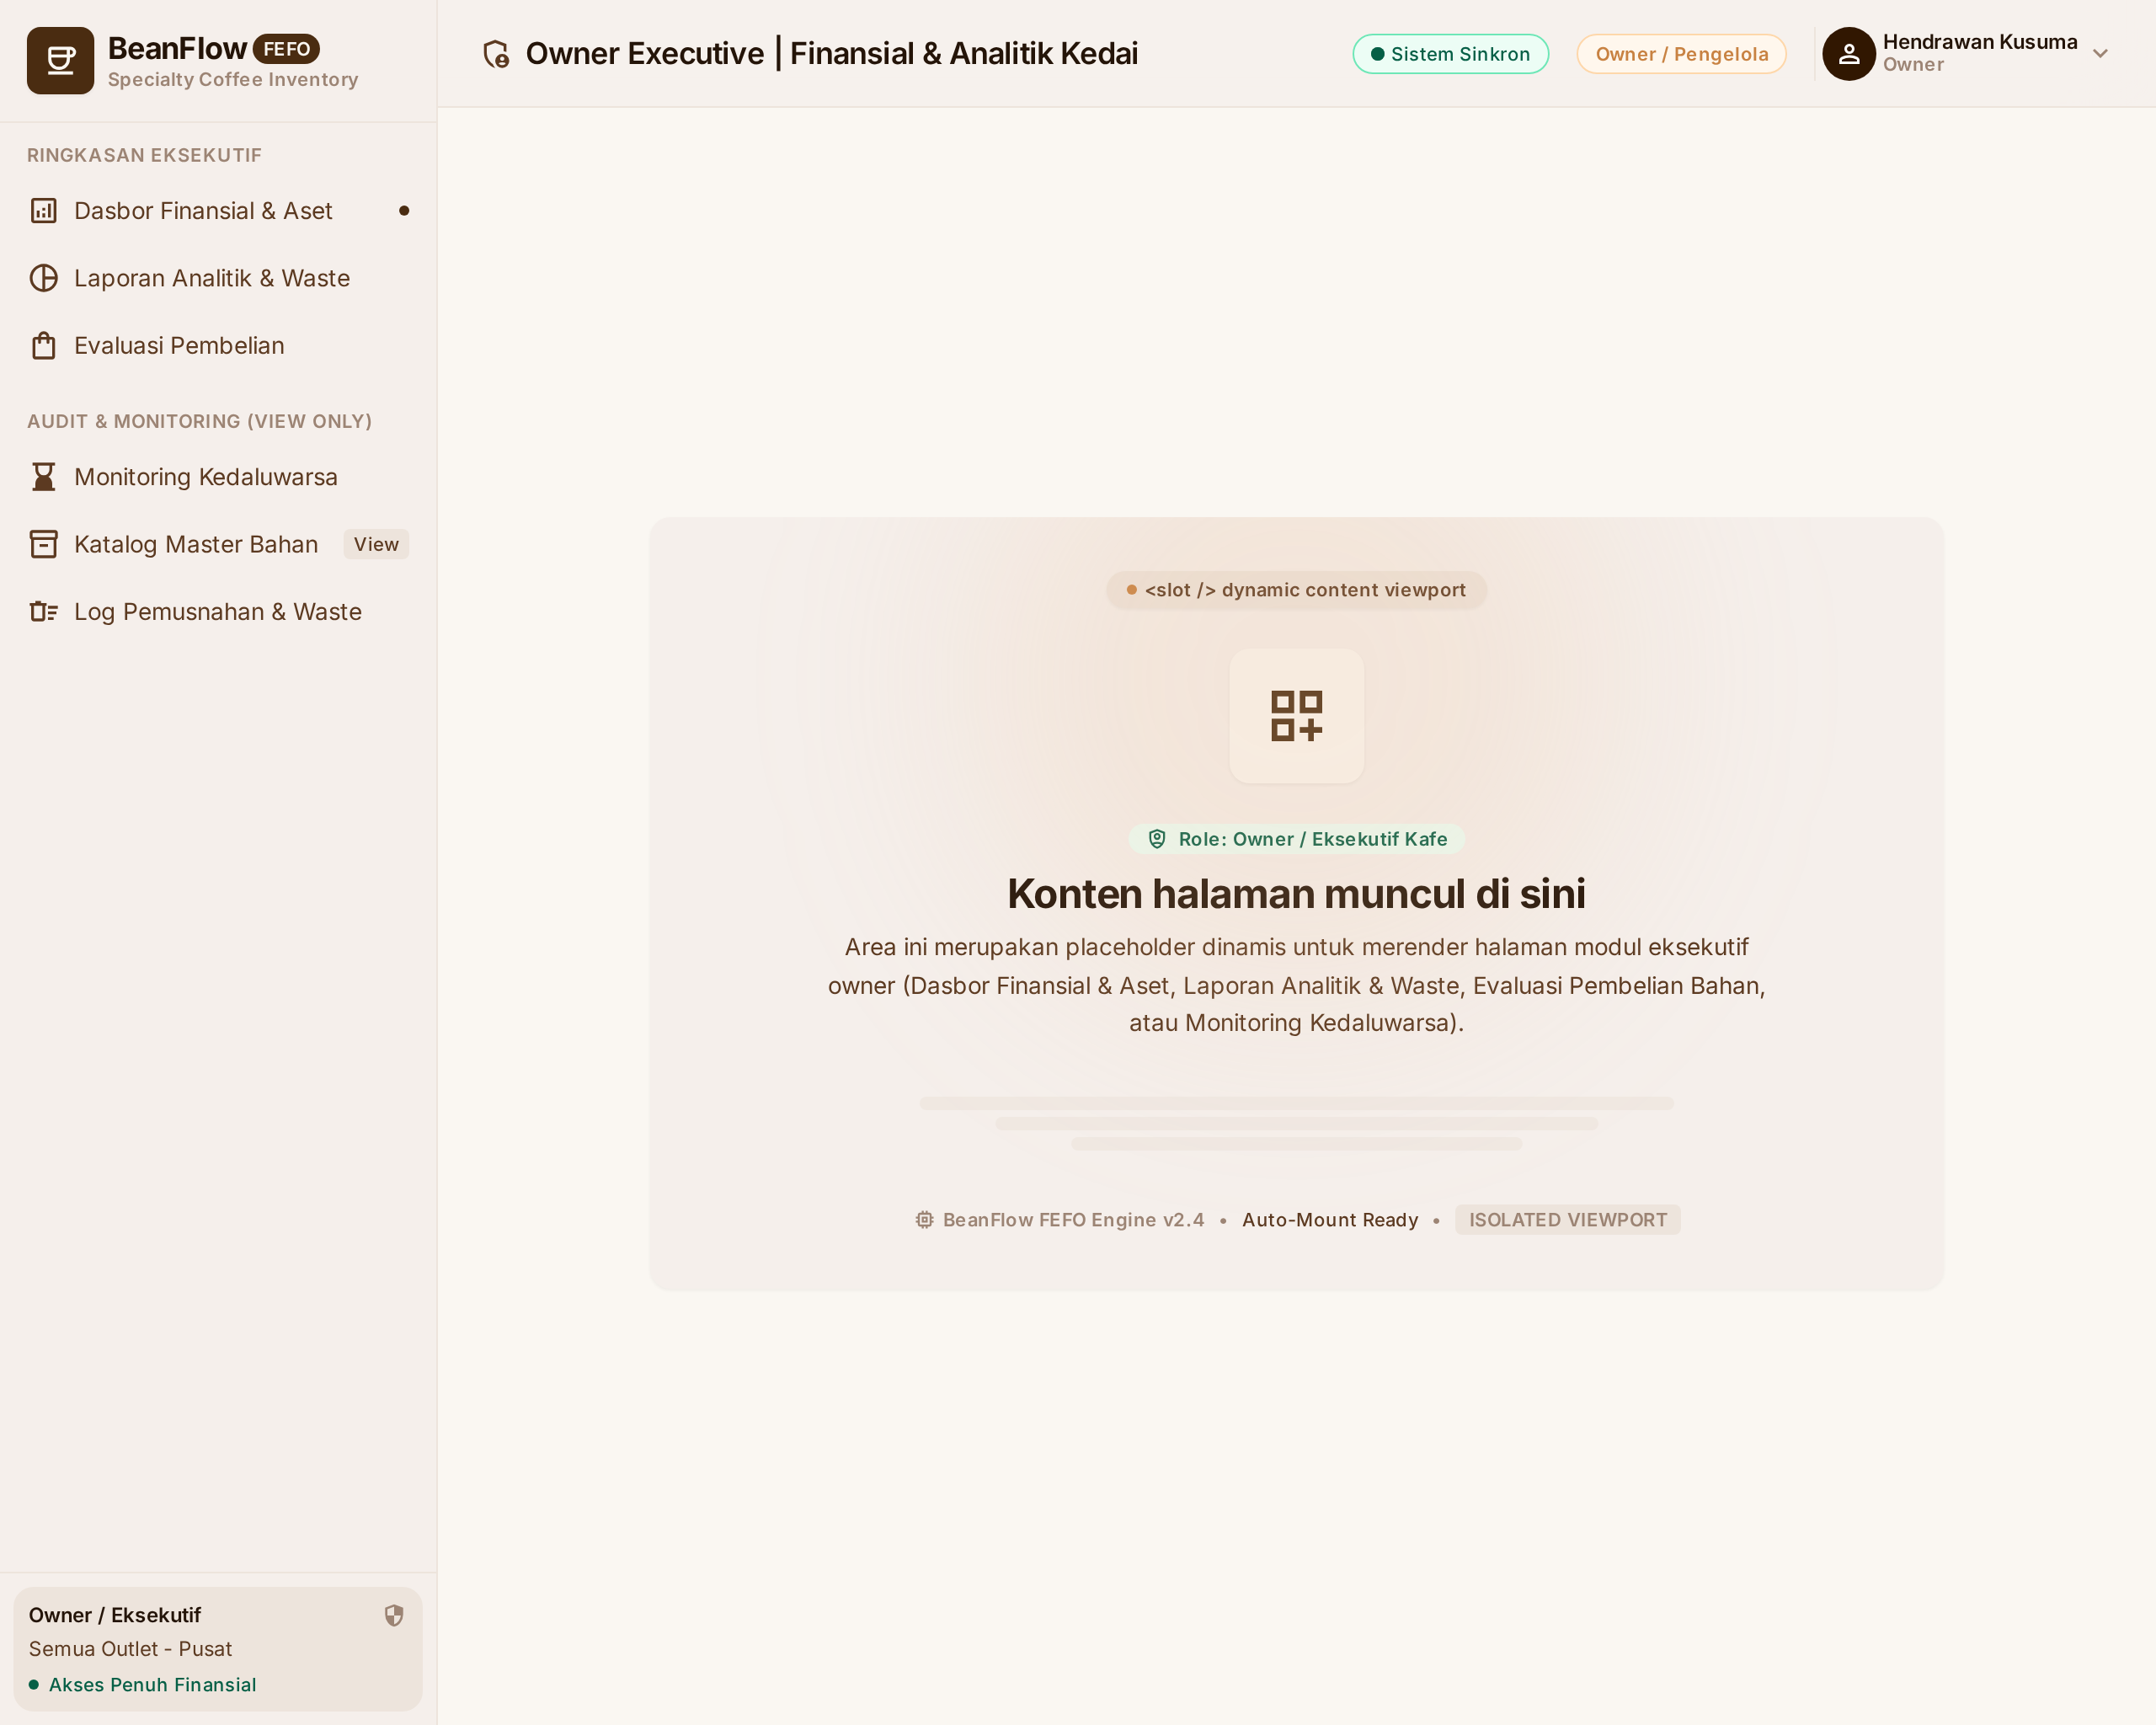 BeanFlow FEFO
Specialty Coffee Inventory
RINGKASAN EKSEKUTIF
Dasbor Finansial & Aset
Laporan Analitik & Waste
Evaluasi Pembelian
AUDIT & MONITORING (VIEW ONLY)
Monitoring Kedaluwarsa
Katalog Master Bahan View
Log Pemusnahan & Waste
Owner / Eksekutif
Semua Outlet - Pusat
Akses Penuh Finansial
Owner Executive | Finansial & Analitik Kedai
Sistem Sinkron
Owner / Pengelola
Hendrawan Kusuma
Owner
<slot /> dynamic content viewport
Role: Owner / Eksekutif Kafe
Konten halaman muncul di sini
Area ini merupakan placeholder dinamis untuk merender halaman modul eksekutif
owner (Dasbor Finansial & Aset, Laporan Analitik & Waste, Evaluasi Pembelian Bahan,
atau Monitoring Kedaluwarsa).
BeanFlow FEFO Engine v2.4 • Auto-Mount Ready • ISOLATED VIEWPORT